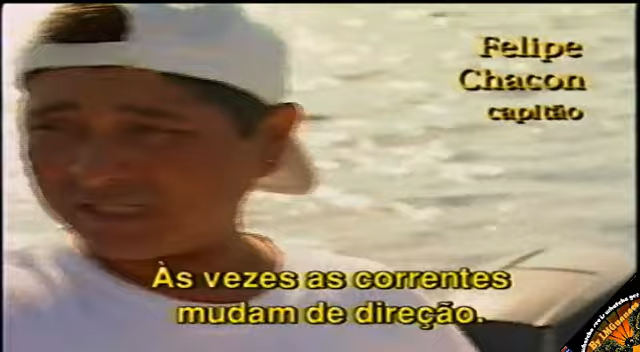 Felipe
Chacon
capitão
Às vezes as correntes
mudam de direção.